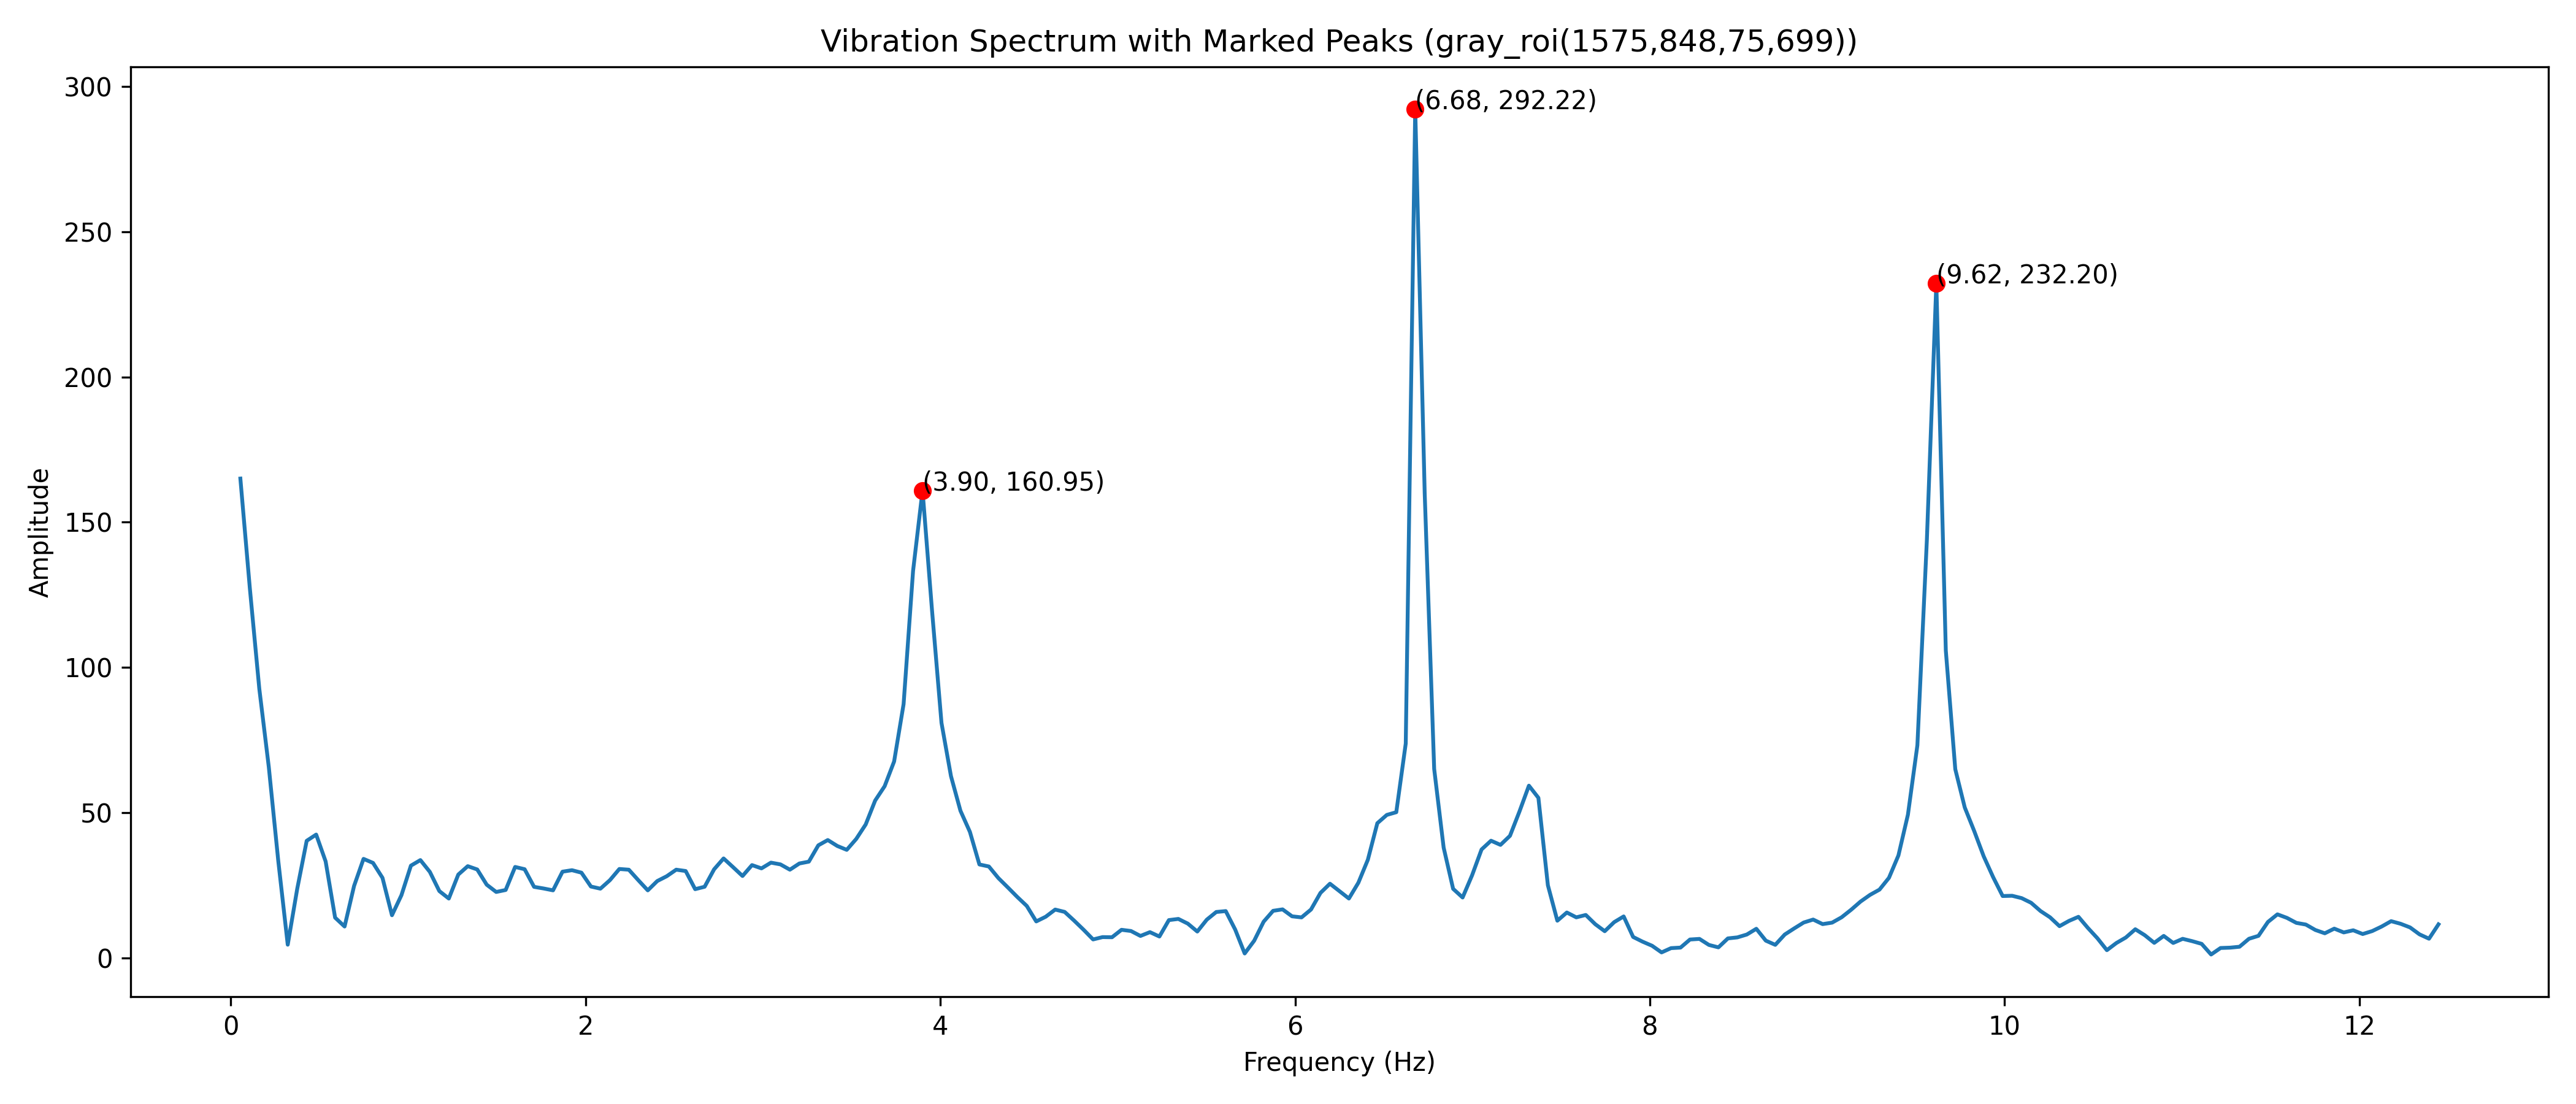 Vibration Spectrum with Marked Peaks (gray_roi(1575,848,75,699))
300
250
200
150
100
50
0
Amplitude
(3.90, 160.95)
(6.68, 292.22)
(9.62, 232.20)
0 2 4 6 8 10 12
Frequency (Hz)